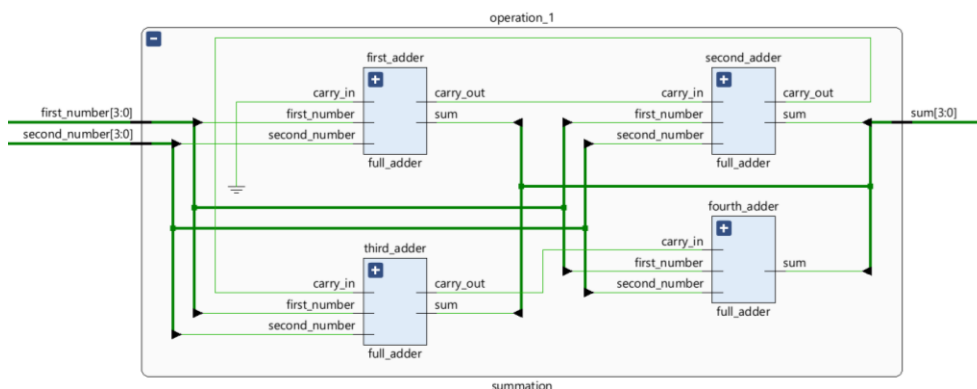 operation_1
first_number[3:0]
second_number[3:0]
first_adder
carry_in
first_number
second_number
carry_out
sum
full_adder
second_adder
carry_in
first_number
second_number
carry_out
sum
full_adder
sum[3:0]
third_adder
carry_in
first_number
second_number
carry_out
sum
full_adder
fourth_adder
carry_in
first_number
second_number
sum
full_adder
summation